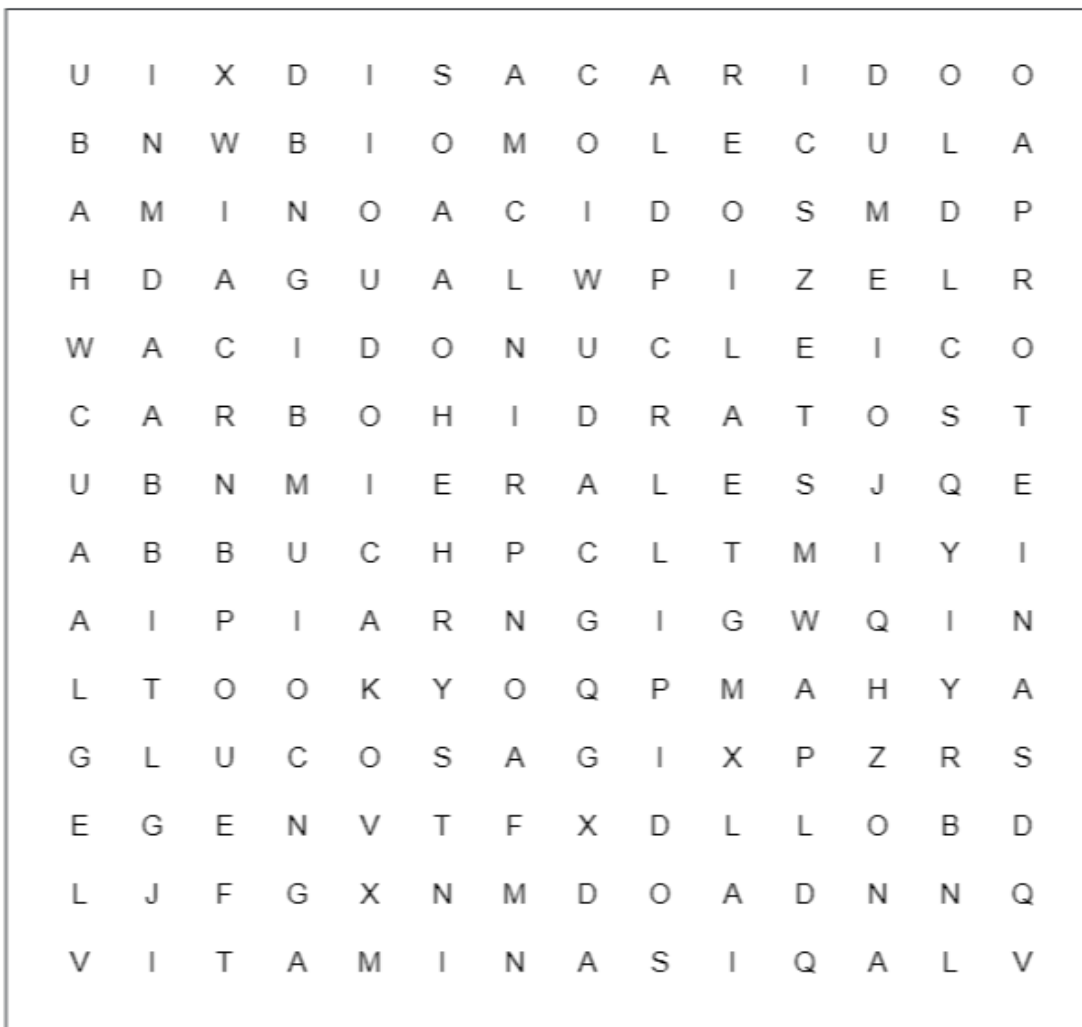 U I X D I S A C A R I D O O
B N W B I O M O L E C U L A
A M I N O A C I D O S M D P
H D A G U A L W P I Z E L R
W A C I D O N U C L E I C O
C A R B O H I D R A T O S T
U B N M I E R A L E S J Q E
A B B U C H P C L T M I Y I
A I P I A R N G I G W Q I N
L T O O K Y O Q P M A H Y A
G L U C O S A G I X P Z R S
E G E N V T F X D L L O B D
L J F G X N M D O A D N N Q
V I T A M I N A S I Q A L V